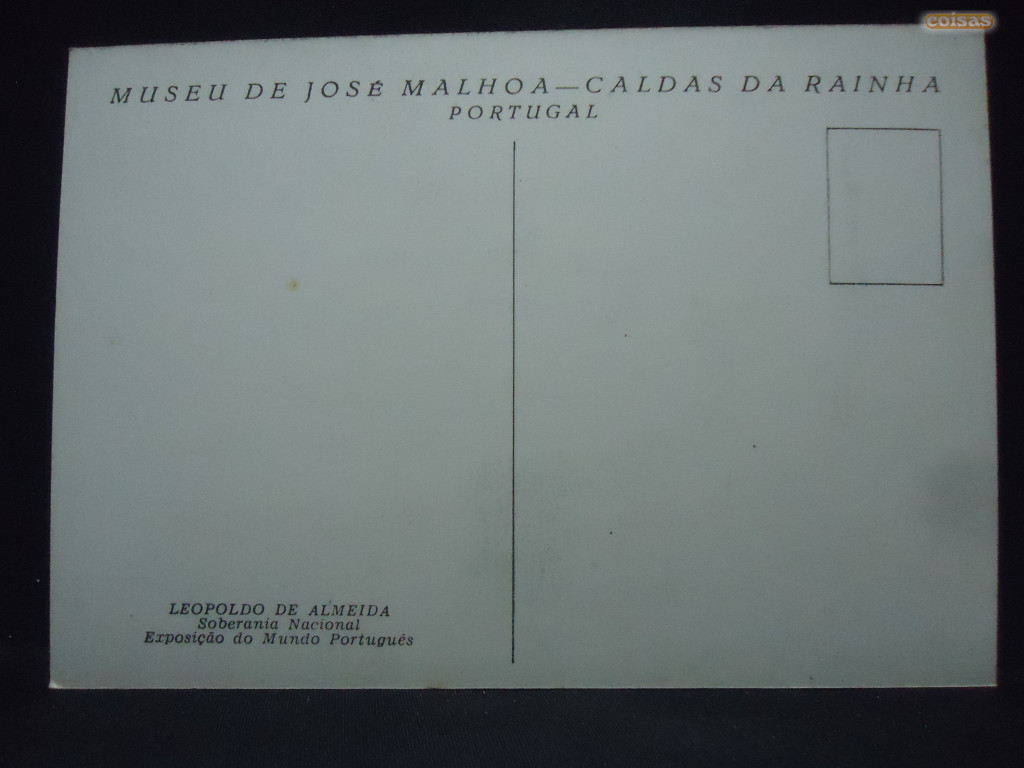 coisas
MUSEU DE JOSÉ MALHOA—CALDAS DA RAINHA
PORTUGAL
LEOPOLDO DE ALMEIDA
Soberania Nacional
Exposição do Mundo Português